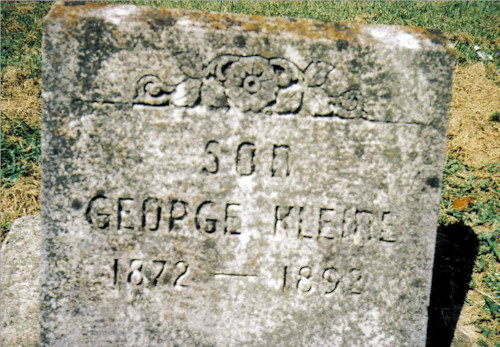 SON
GEORGE KLEINE
1872 — 1892